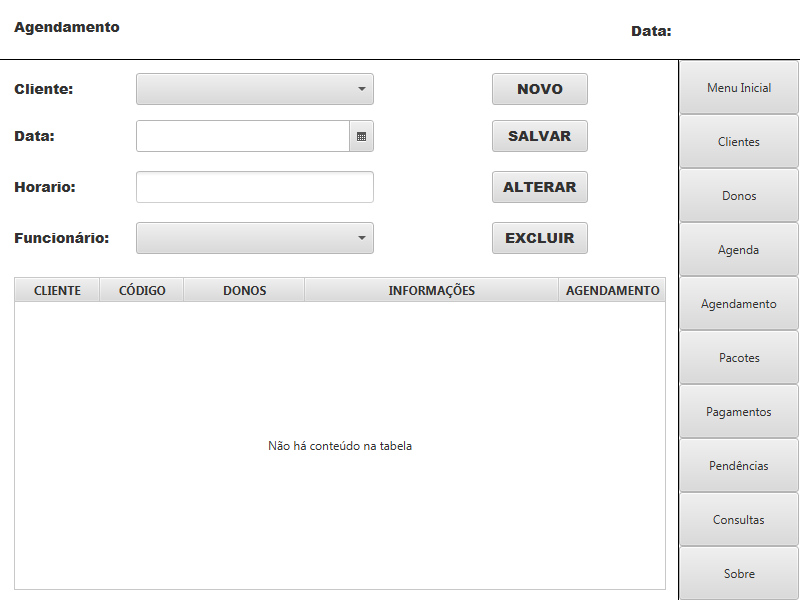 Agendamento
Data:
Cliente:
NOVO
Data:
SALVAR
Horario:
ALTERAR
Funcionário:
EXCLUIR
CLIENTE CÓDIGO DONOS INFORMAÇÕES AGENDAMENTO
Não há conteúdo na tabela
Menu Inicial
Clientes
Donos
Agenda
Agendamento
Pacotes
Pagamentos
Pendências
Consultas
Sobre